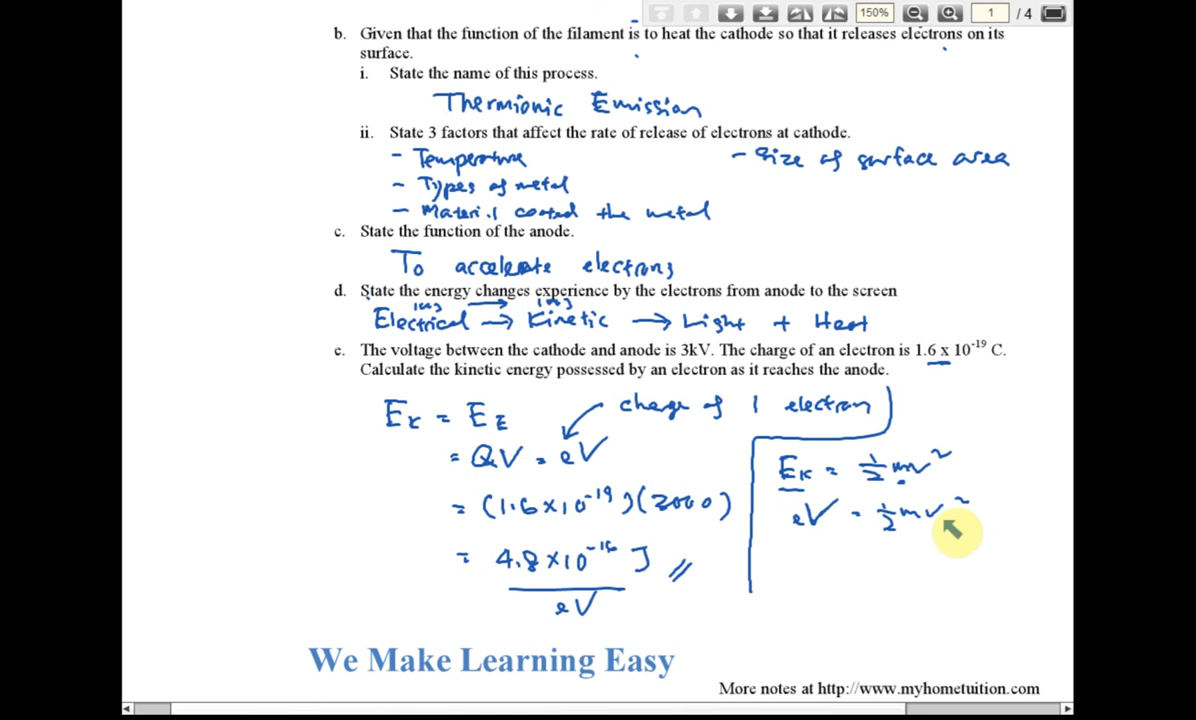 150% 1 / 4
b. Given that the function of the filament is to heat the cathode so that it releases electrons on its
surface.
i. State the name of this process.
Thermionic Emission
ii. State 3 factors that affect the rate of release of electrons at cathode.
- Temperature - Size of surface area
- Types of metal
- Materi.l coated the metal
c. State the function of the anode.
To accelerate electrons
d. State the energy changes experience by the electrons from anode to the screen
Electrical → Kinetic → Light + Heat
e. The voltage between the cathode and anode is 3kV. The charge of an electron is 1.6 x 10⁻¹⁹ C.
Calculate the kinetic energy possessed by an electron as it reaches the anode.
E_K = E_E
charge of 1 electron
= QV = eV
= (1.6×10⁻¹⁹)(3000)
= 4.8×10⁻¹⁶ J //
eV
E_K = ½mv²
eV = ½mv²
We Make Learning Easy
More notes at http://www.myhometuition.com